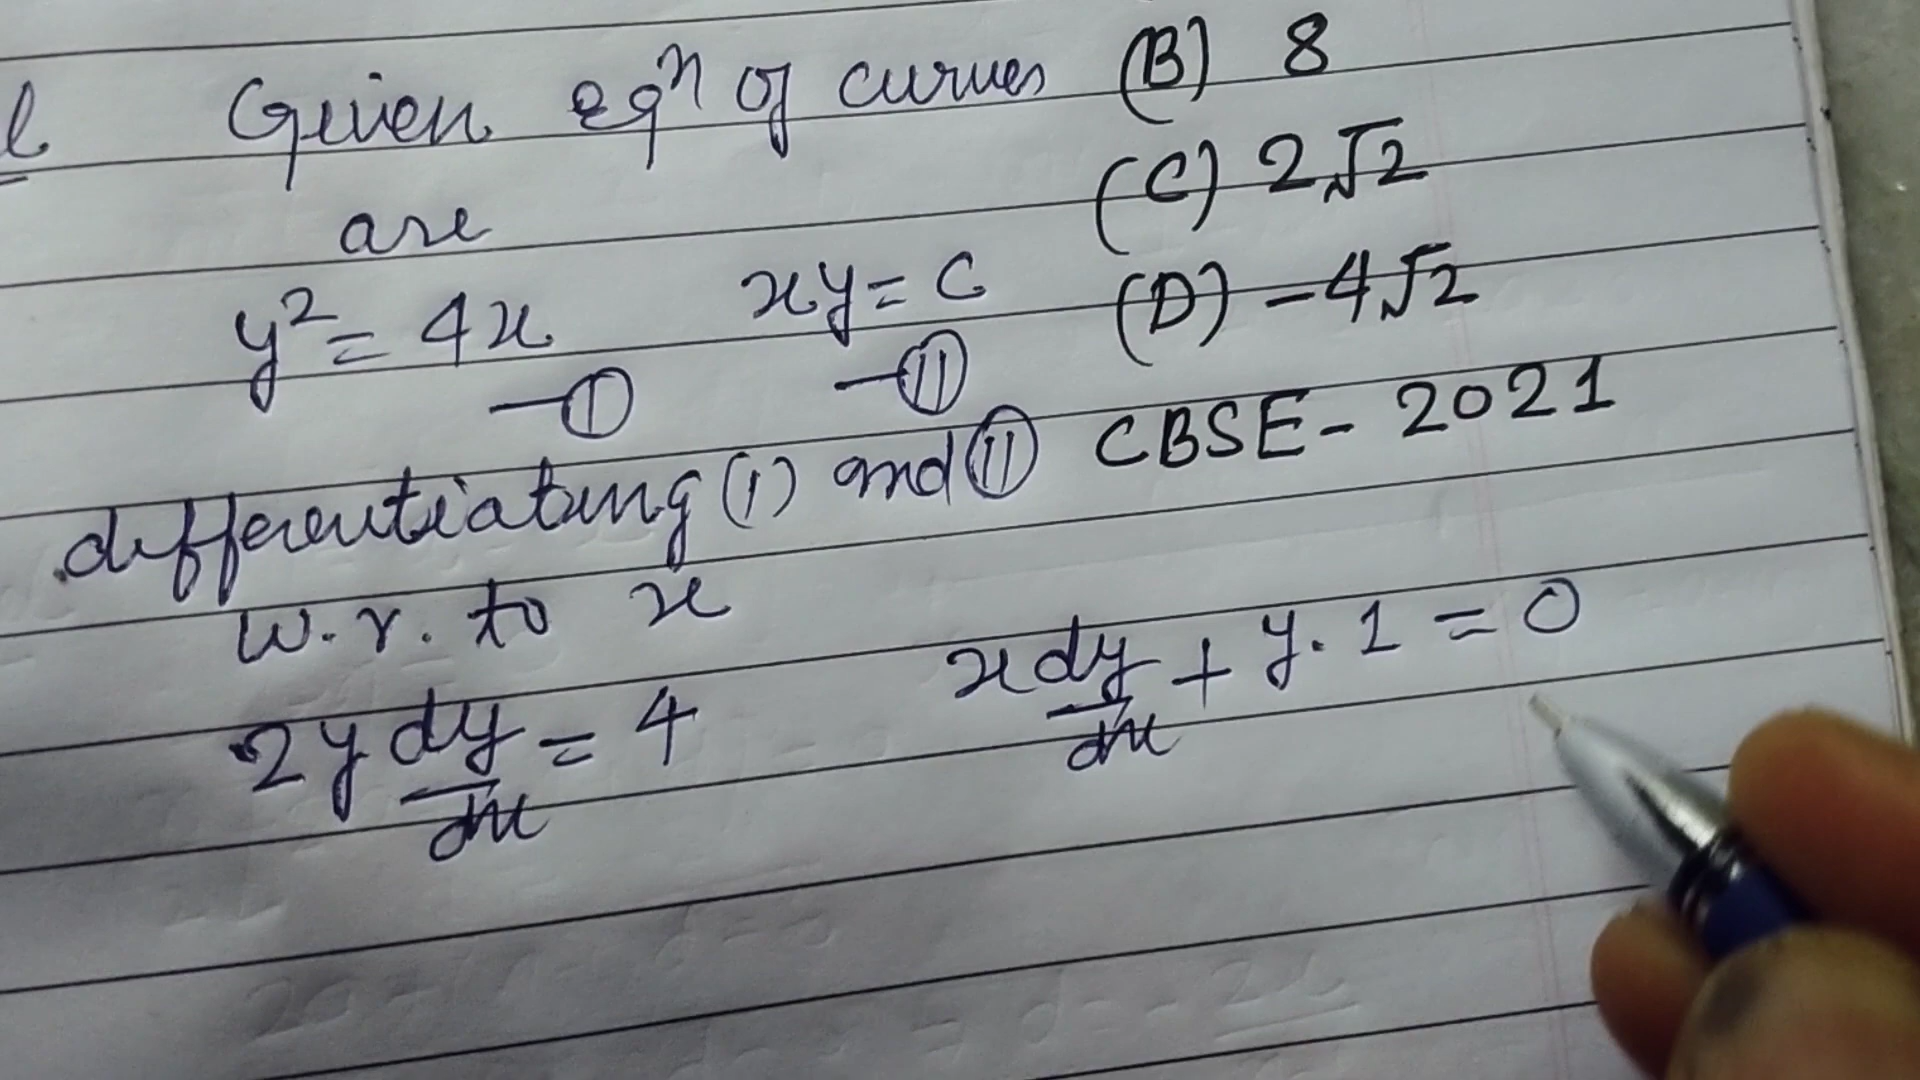 l Given eqⁿ of curves (B) 8
are (C) 2√2
y² = 4x xy = c (D) -4√2
—(I) —(II)
differentiating (1) and (II) CBSE - 2021
w.r. to x
2y dy/dx = 4 x dy/dx + y.1 = 0